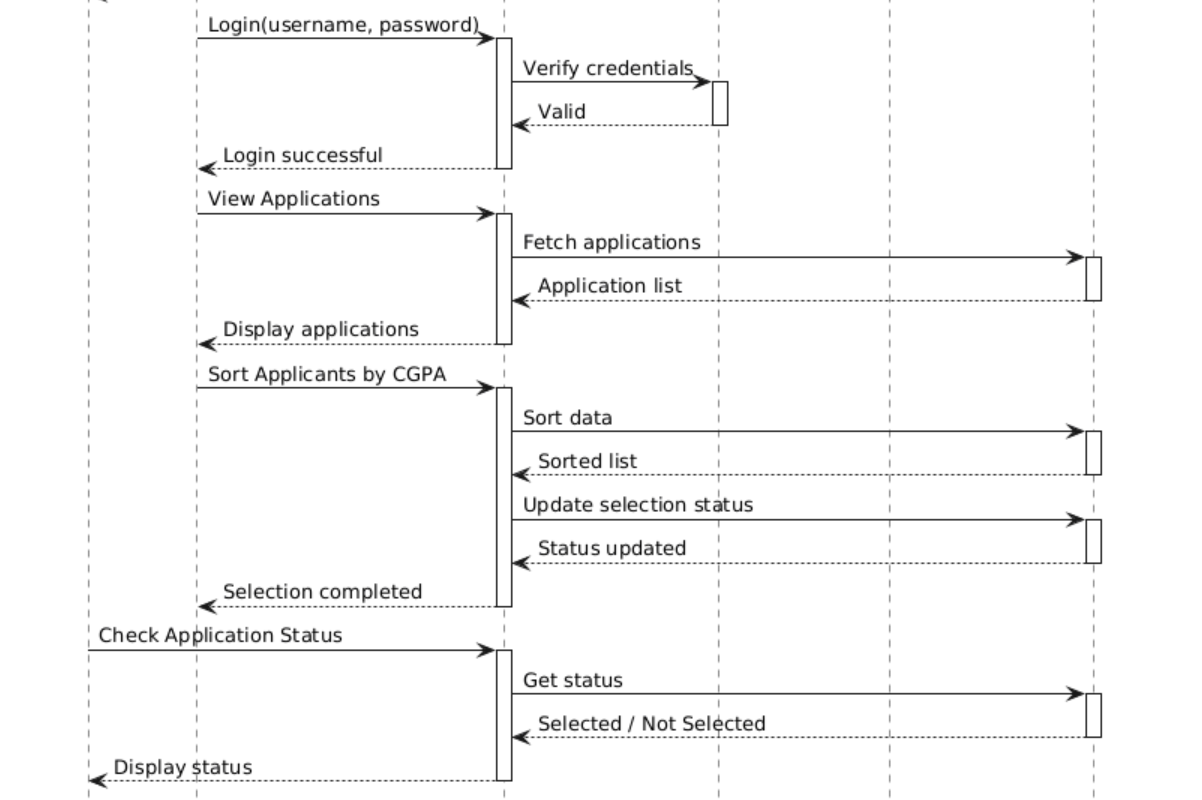 Login(username, password)
Verify credentials
Valid
Login successful
View Applications
Fetch applications
Application list
Display applications
Sort Applicants by CGPA
Sort data
Sorted list
Update selection status
Status updated
Selection completed
Check Application Status
Get status
Selected / Not Selected
Display status